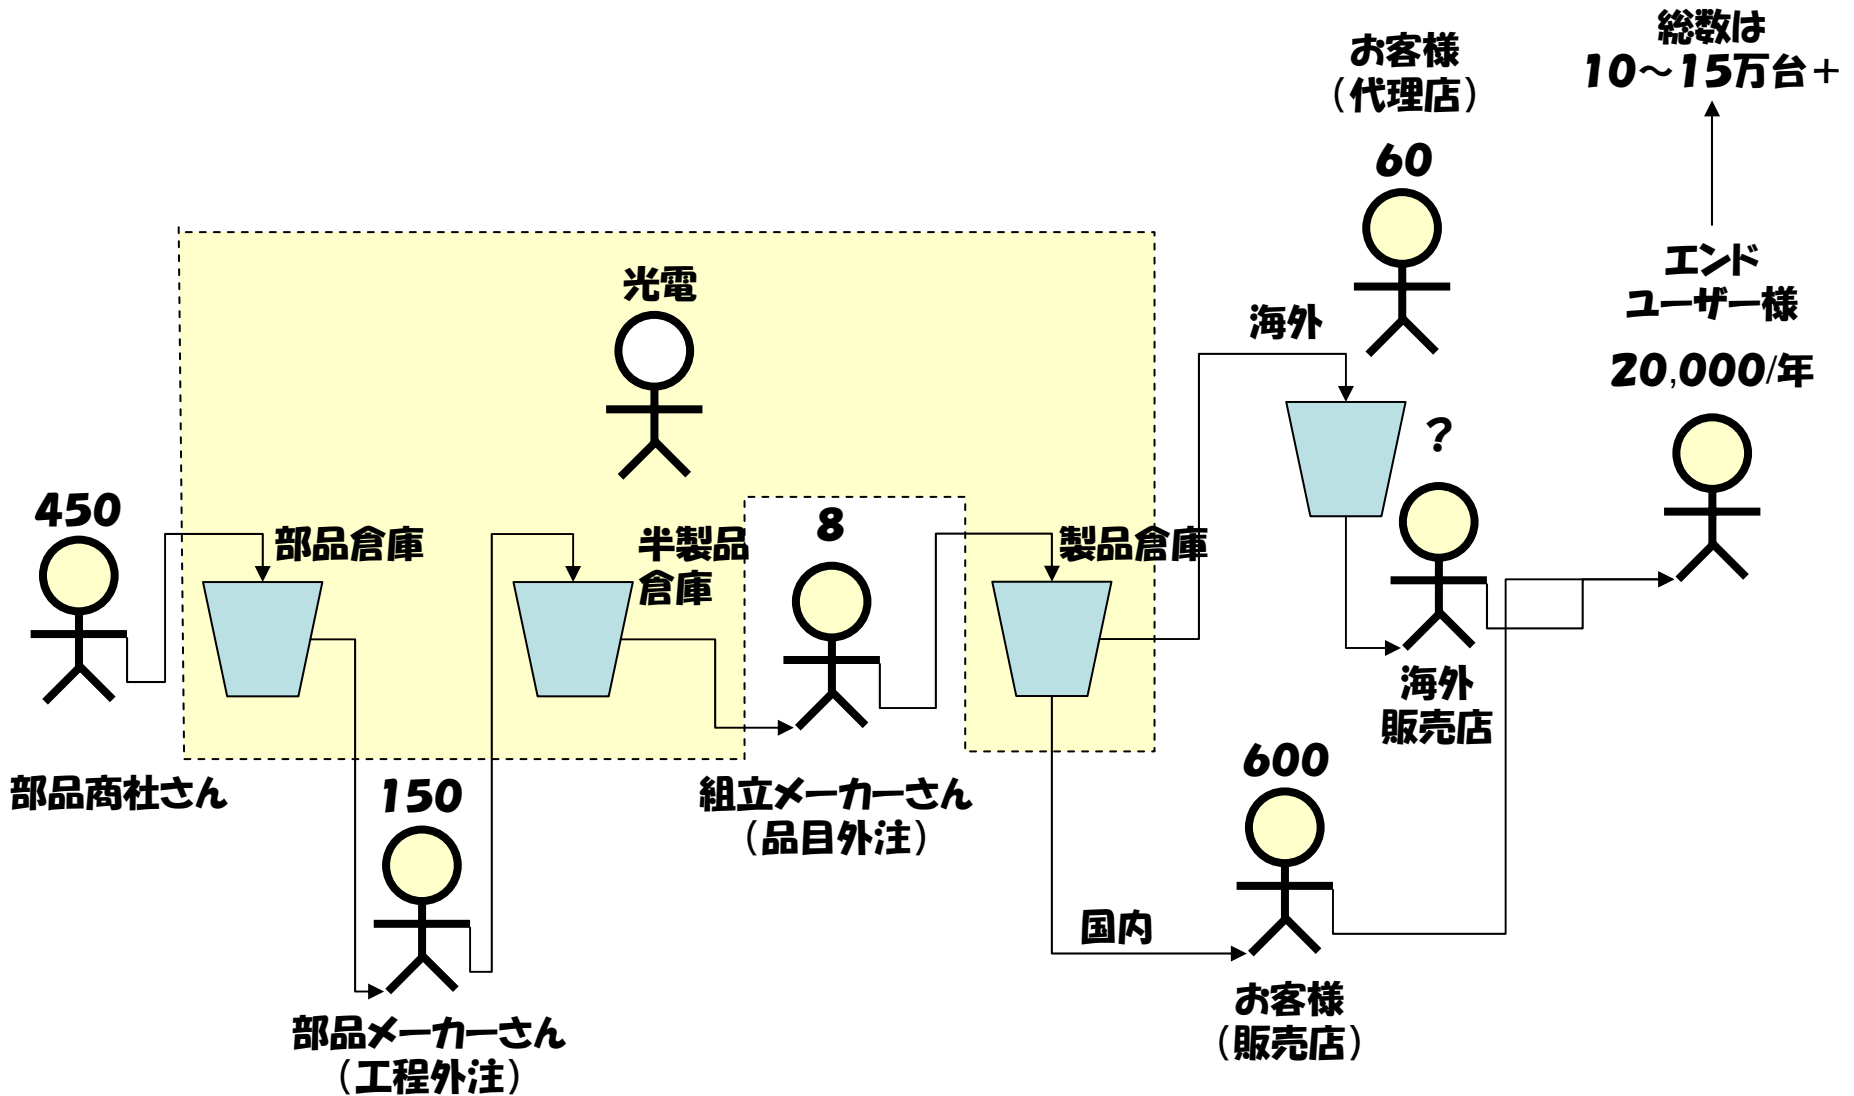 総数は
10～15万台＋
お客様
（代理店）
60
エンド
ユーザー様
20,000/年
光電
海外
？
450
部品倉庫
半製品
倉庫
8
製品倉庫
海外
販売店
部品商社さん
150
組立メーカーさん
（品目外注）
600
国内
お客様
（販売店）
部品メーカーさん
（工程外注）